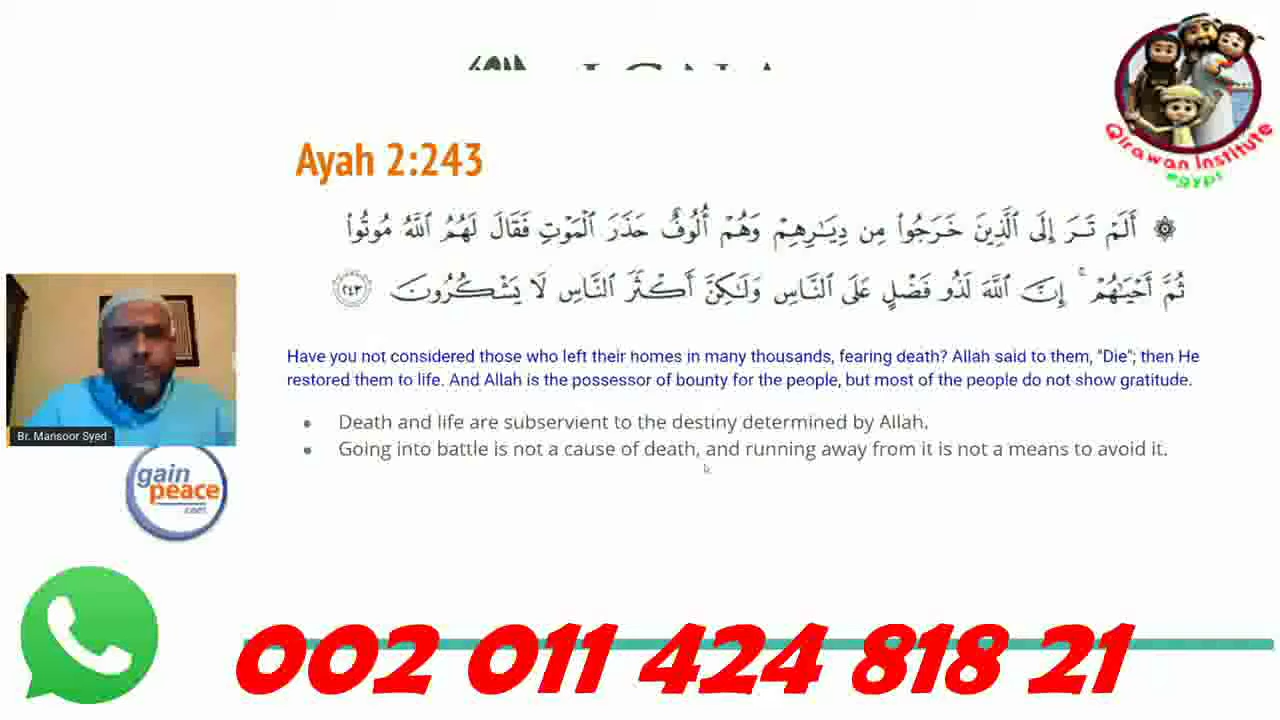 ICNA
Qirawan Institute
egypt
Ayah 2:243
۞ أَلَمْ تَرَ إِلَى ٱلَّذِينَ خَرَجُوا۟ مِن دِيَـٰرِهِمْ وَهُمْ أُلُوفٌ حَذَرَ ٱلْمَوْتِ فَقَالَ لَهُمُ ٱللَّهُ مُوتُوا۟
ثُمَّ أَحْيَـٰهُمْ ۚ إِنَّ ٱللَّهَ لَذُو فَضْلٍ عَلَى ٱلنَّاسِ وَلَـٰكِنَّ أَكْثَرَ ٱلنَّاسِ لَا يَشْكُرُونَ ٢٤٣
Have you not considered those who left their homes in many thousands, fearing death? Allah said to them, "Die"; then He
restored them to life. And Allah is the possessor of bounty for the people, but most of the people do not show gratitude.
• Death and life are subservient to the destiny determined by Allah.
• Going into battle is not a cause of death, and running away from it is not a means to avoid it.
Br. Mansoor Syed
gain
peace
.com
002 011 424 818 21